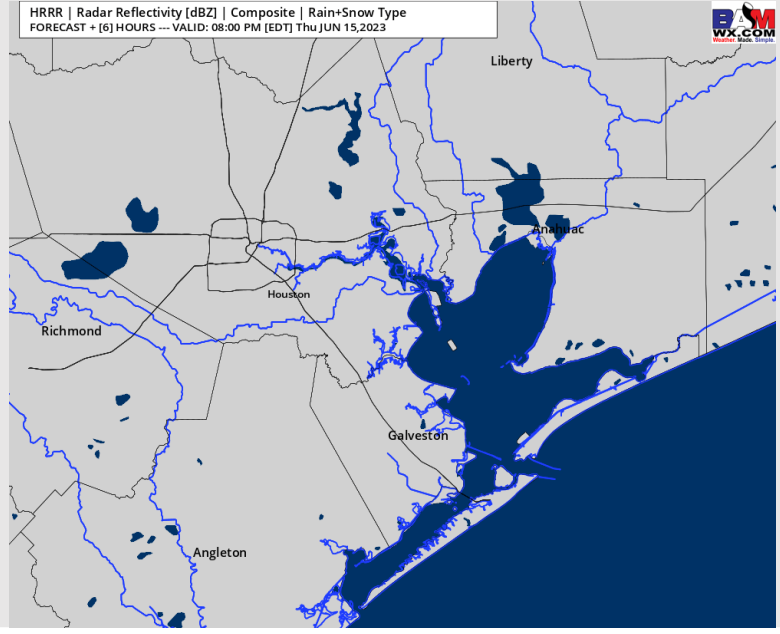 HRRR | Radar Reflectivity [dBZ] | Composite | Rain+Snow Type
FORECAST + [6] HOURS --- VALID: 08:00 PM [EDT] Thu JUN 15,2023
BAM
WX.COM
Weather. Made. Simple.
Liberty
Anahuac
Houston
Richmond
Galveston
Angleton